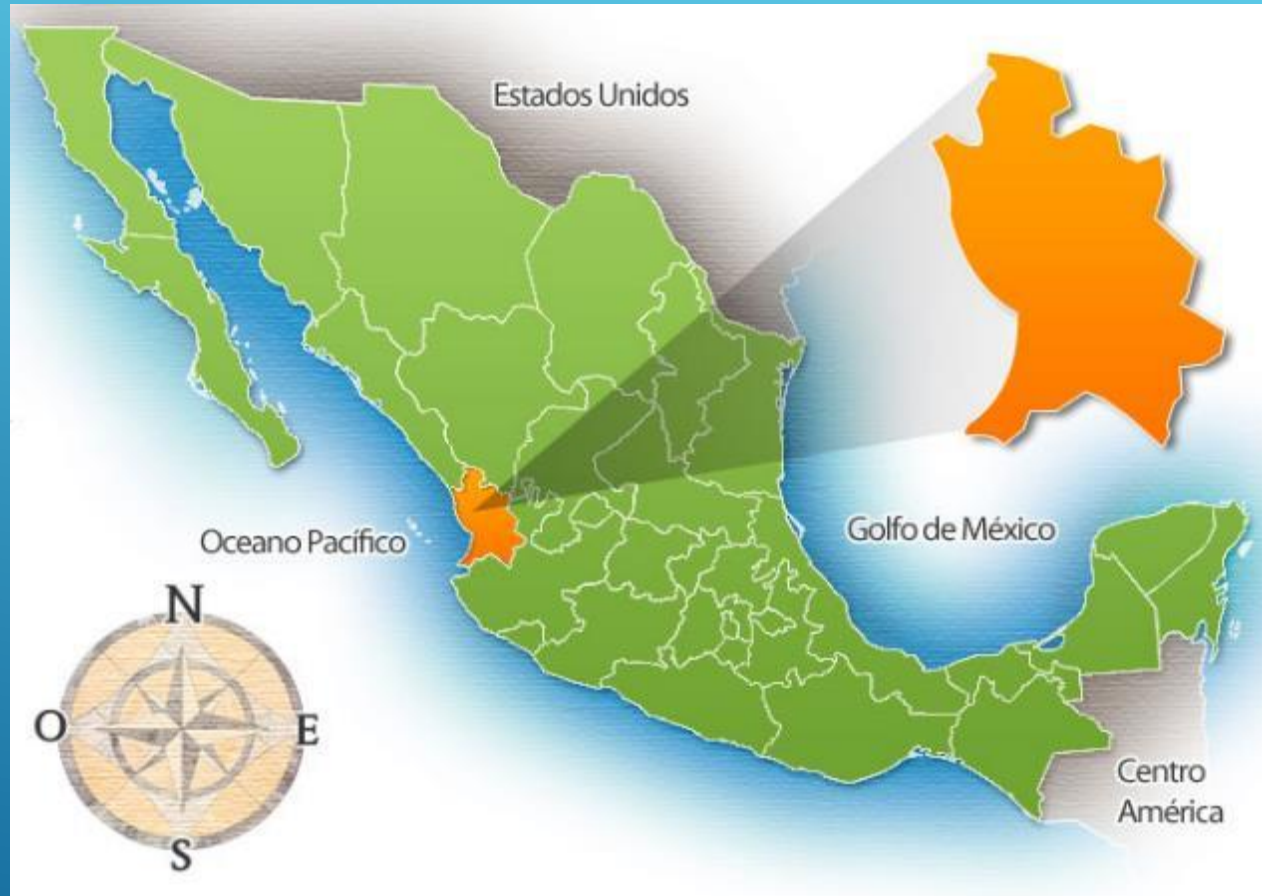 Estados Unidos
Golfo de México
Oceano Pacífico
N
O
E
S
Centro
América